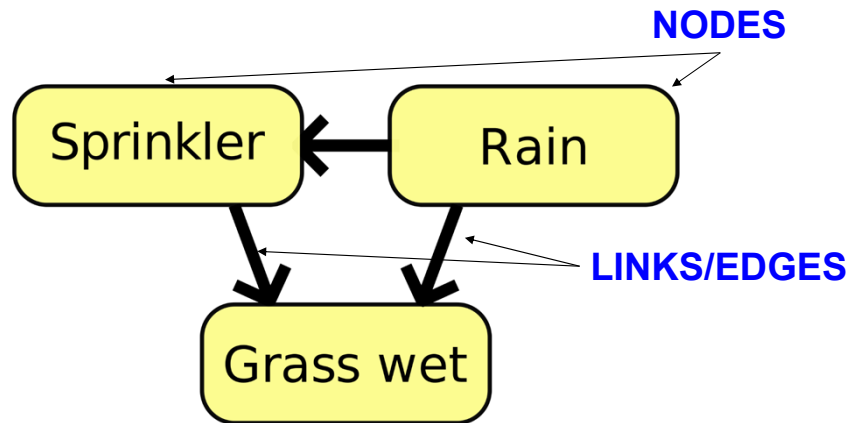 NODES
Sprinkler
Rain
LINKS/EDGES
Grass wet